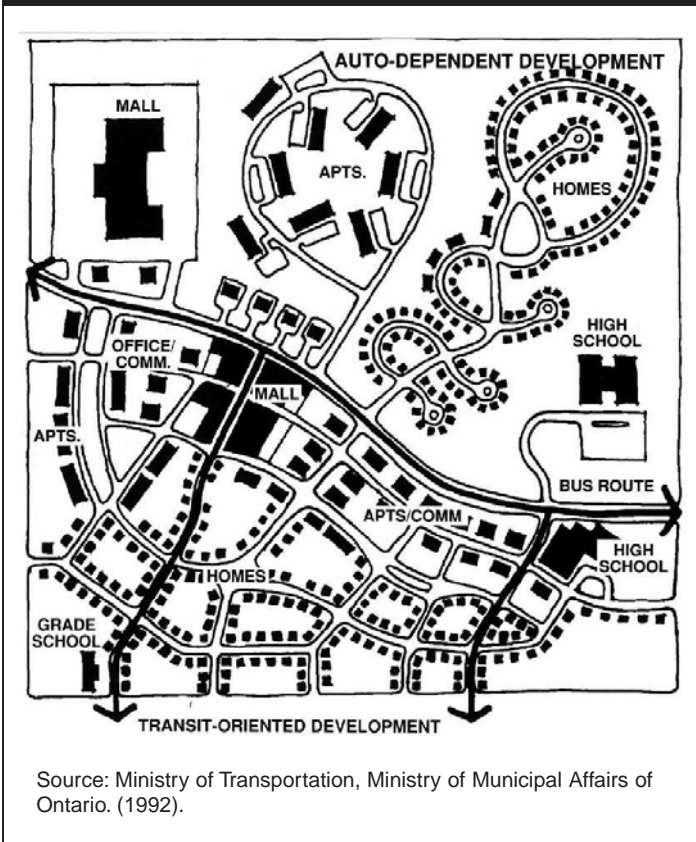 AUTO-DEPENDENT DEVELOPMENT
MALL
APTS.
HOMES
HIGH
SCHOOL
OFFICE/
COMM.
MALL
APTS.
BUS ROUTE
APTS/COMM
HIGH
SCHOOL
HOMES
GRADE
SCHOOL
TRANSIT-ORIENTED DEVELOPMENT
Source: Ministry of Transportation, Ministry of Municipal Affairs of
Ontario. (1992).